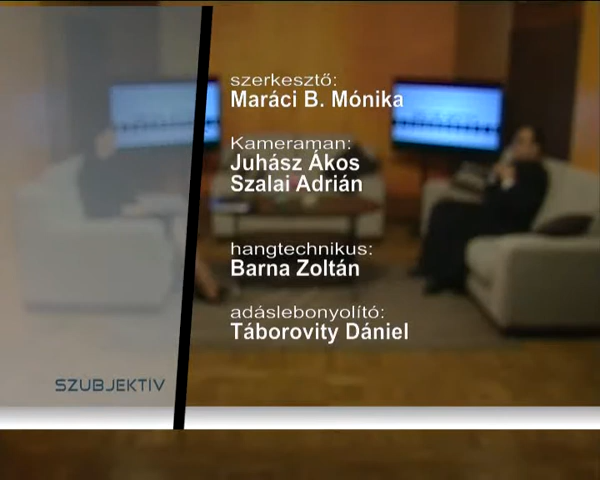 szerkesztő:
Maráci B. Mónika
Kameraman:
Juhász Ákos
Szalai Adrián
hangtechnikus:
Barna Zoltán
adáslebonyolító:
Táborovity Dániel
SZUBJEKTÍV